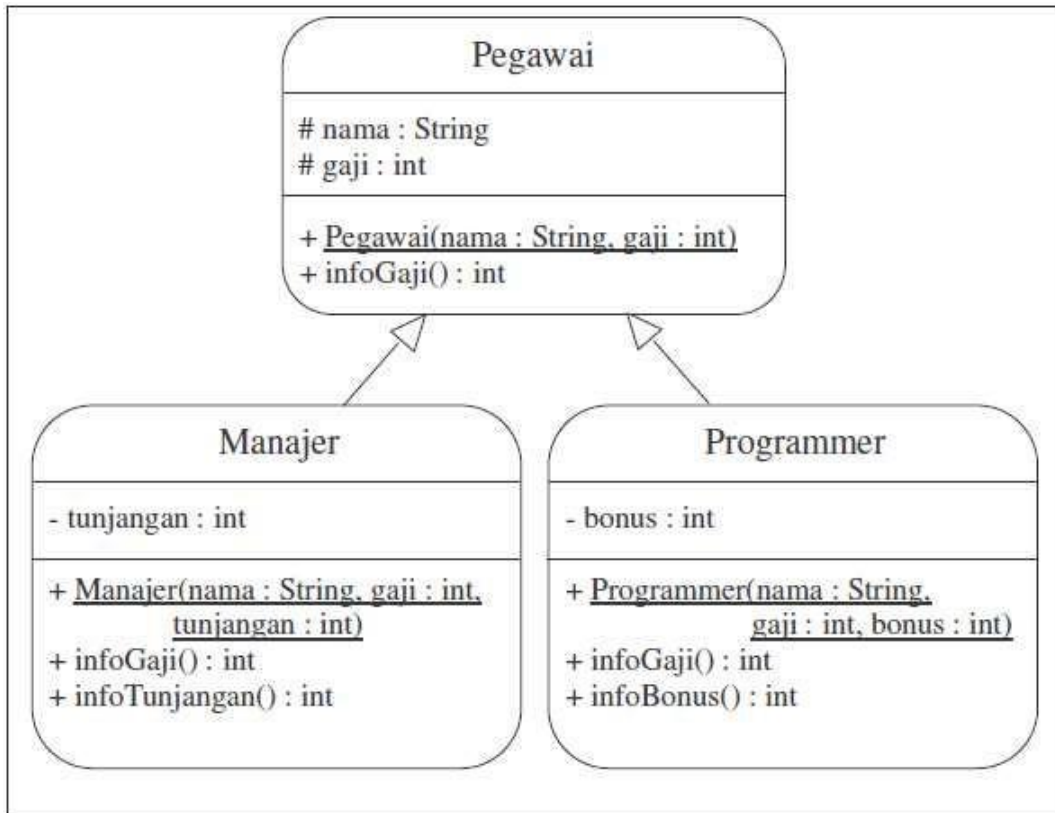 Pegawai
# nama : String
# gaji : int
+ Pegawai(nama : String, gaji : int)
+ infoGaji() : int
Manajer
- tunjangan : int
+ Manajer(nama : String, gaji : int,
tunjangan : int)
+ infoGaji() : int
+ infoTunjangan() : int
Programmer
- bonus : int
+ Programmer(nama : String,
gaji : int, bonus : int)
+ infoGaji() : int
+ infoBonus() : int